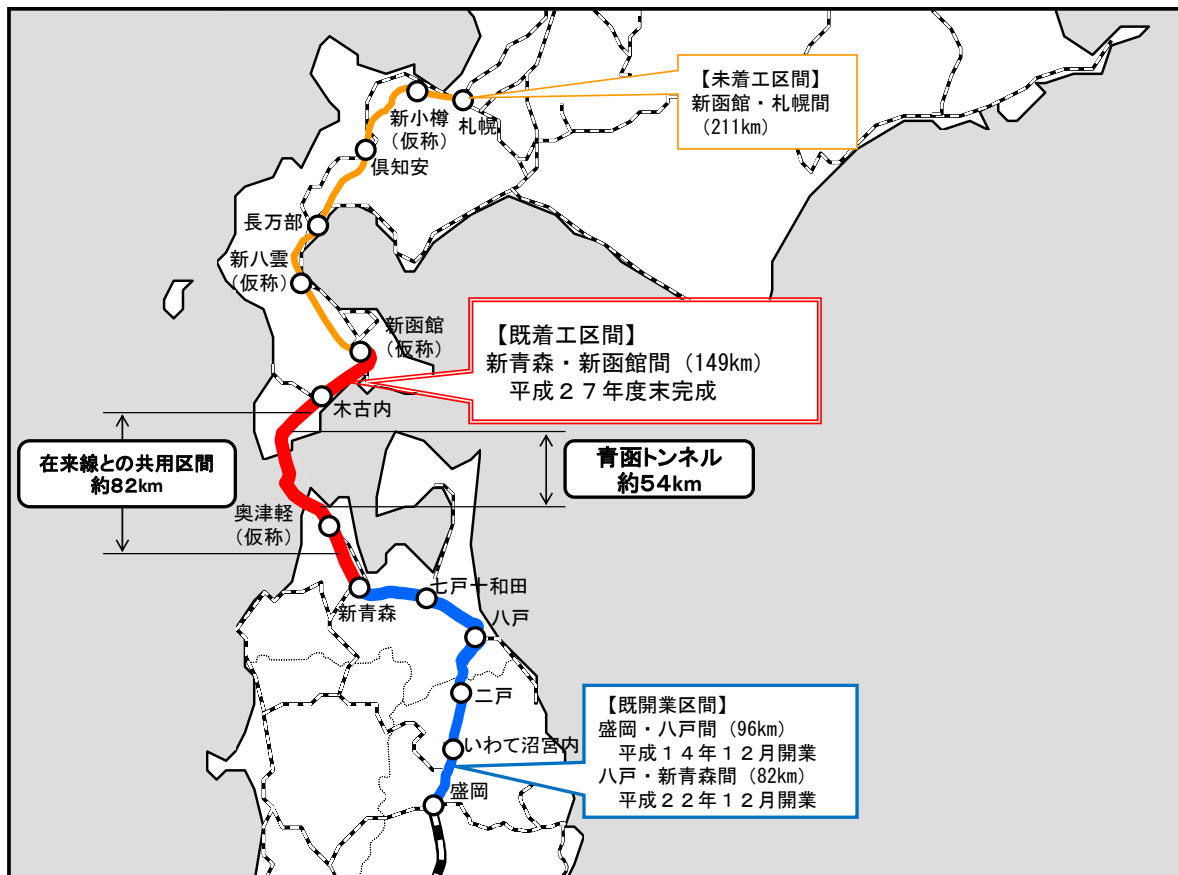 【未着工区間】
新函館・札幌間
(211km)
新小樽
(仮称)
札幌
倶知安
長万部
新八雲
(仮称)
新函館
(仮称)
【既着工区間】
新青森・新函館間 (149km)
平成27年度末完成
木古内
在来線との共用区間
約82km
青函トンネル
約54km
奥津軽
(仮称)
新青森
七戸十和田
八戸
二戸
いわて沼宮内
盛岡
【既開業区間】
盛岡・八戸間 (96km)
平成14年12月開業
八戸・新青森間 (82km)
平成22年12月開業